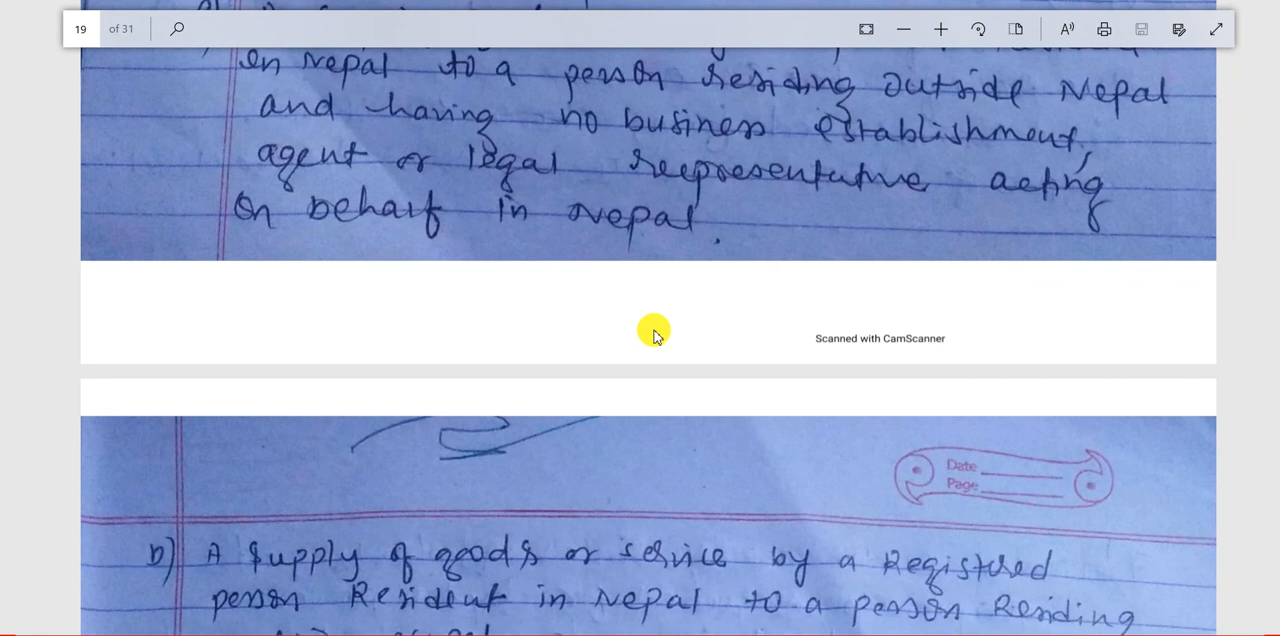 19 of 31
in Nepal to a person Residing outside Nepal
and having no business establishment,
agent or legal reepresentative acting
on behalf in Nepal.
Scanned with CamScanner
Date
Page
b) A Supply of goods or service by a Registered
person Resident in Nepal to a person Residing